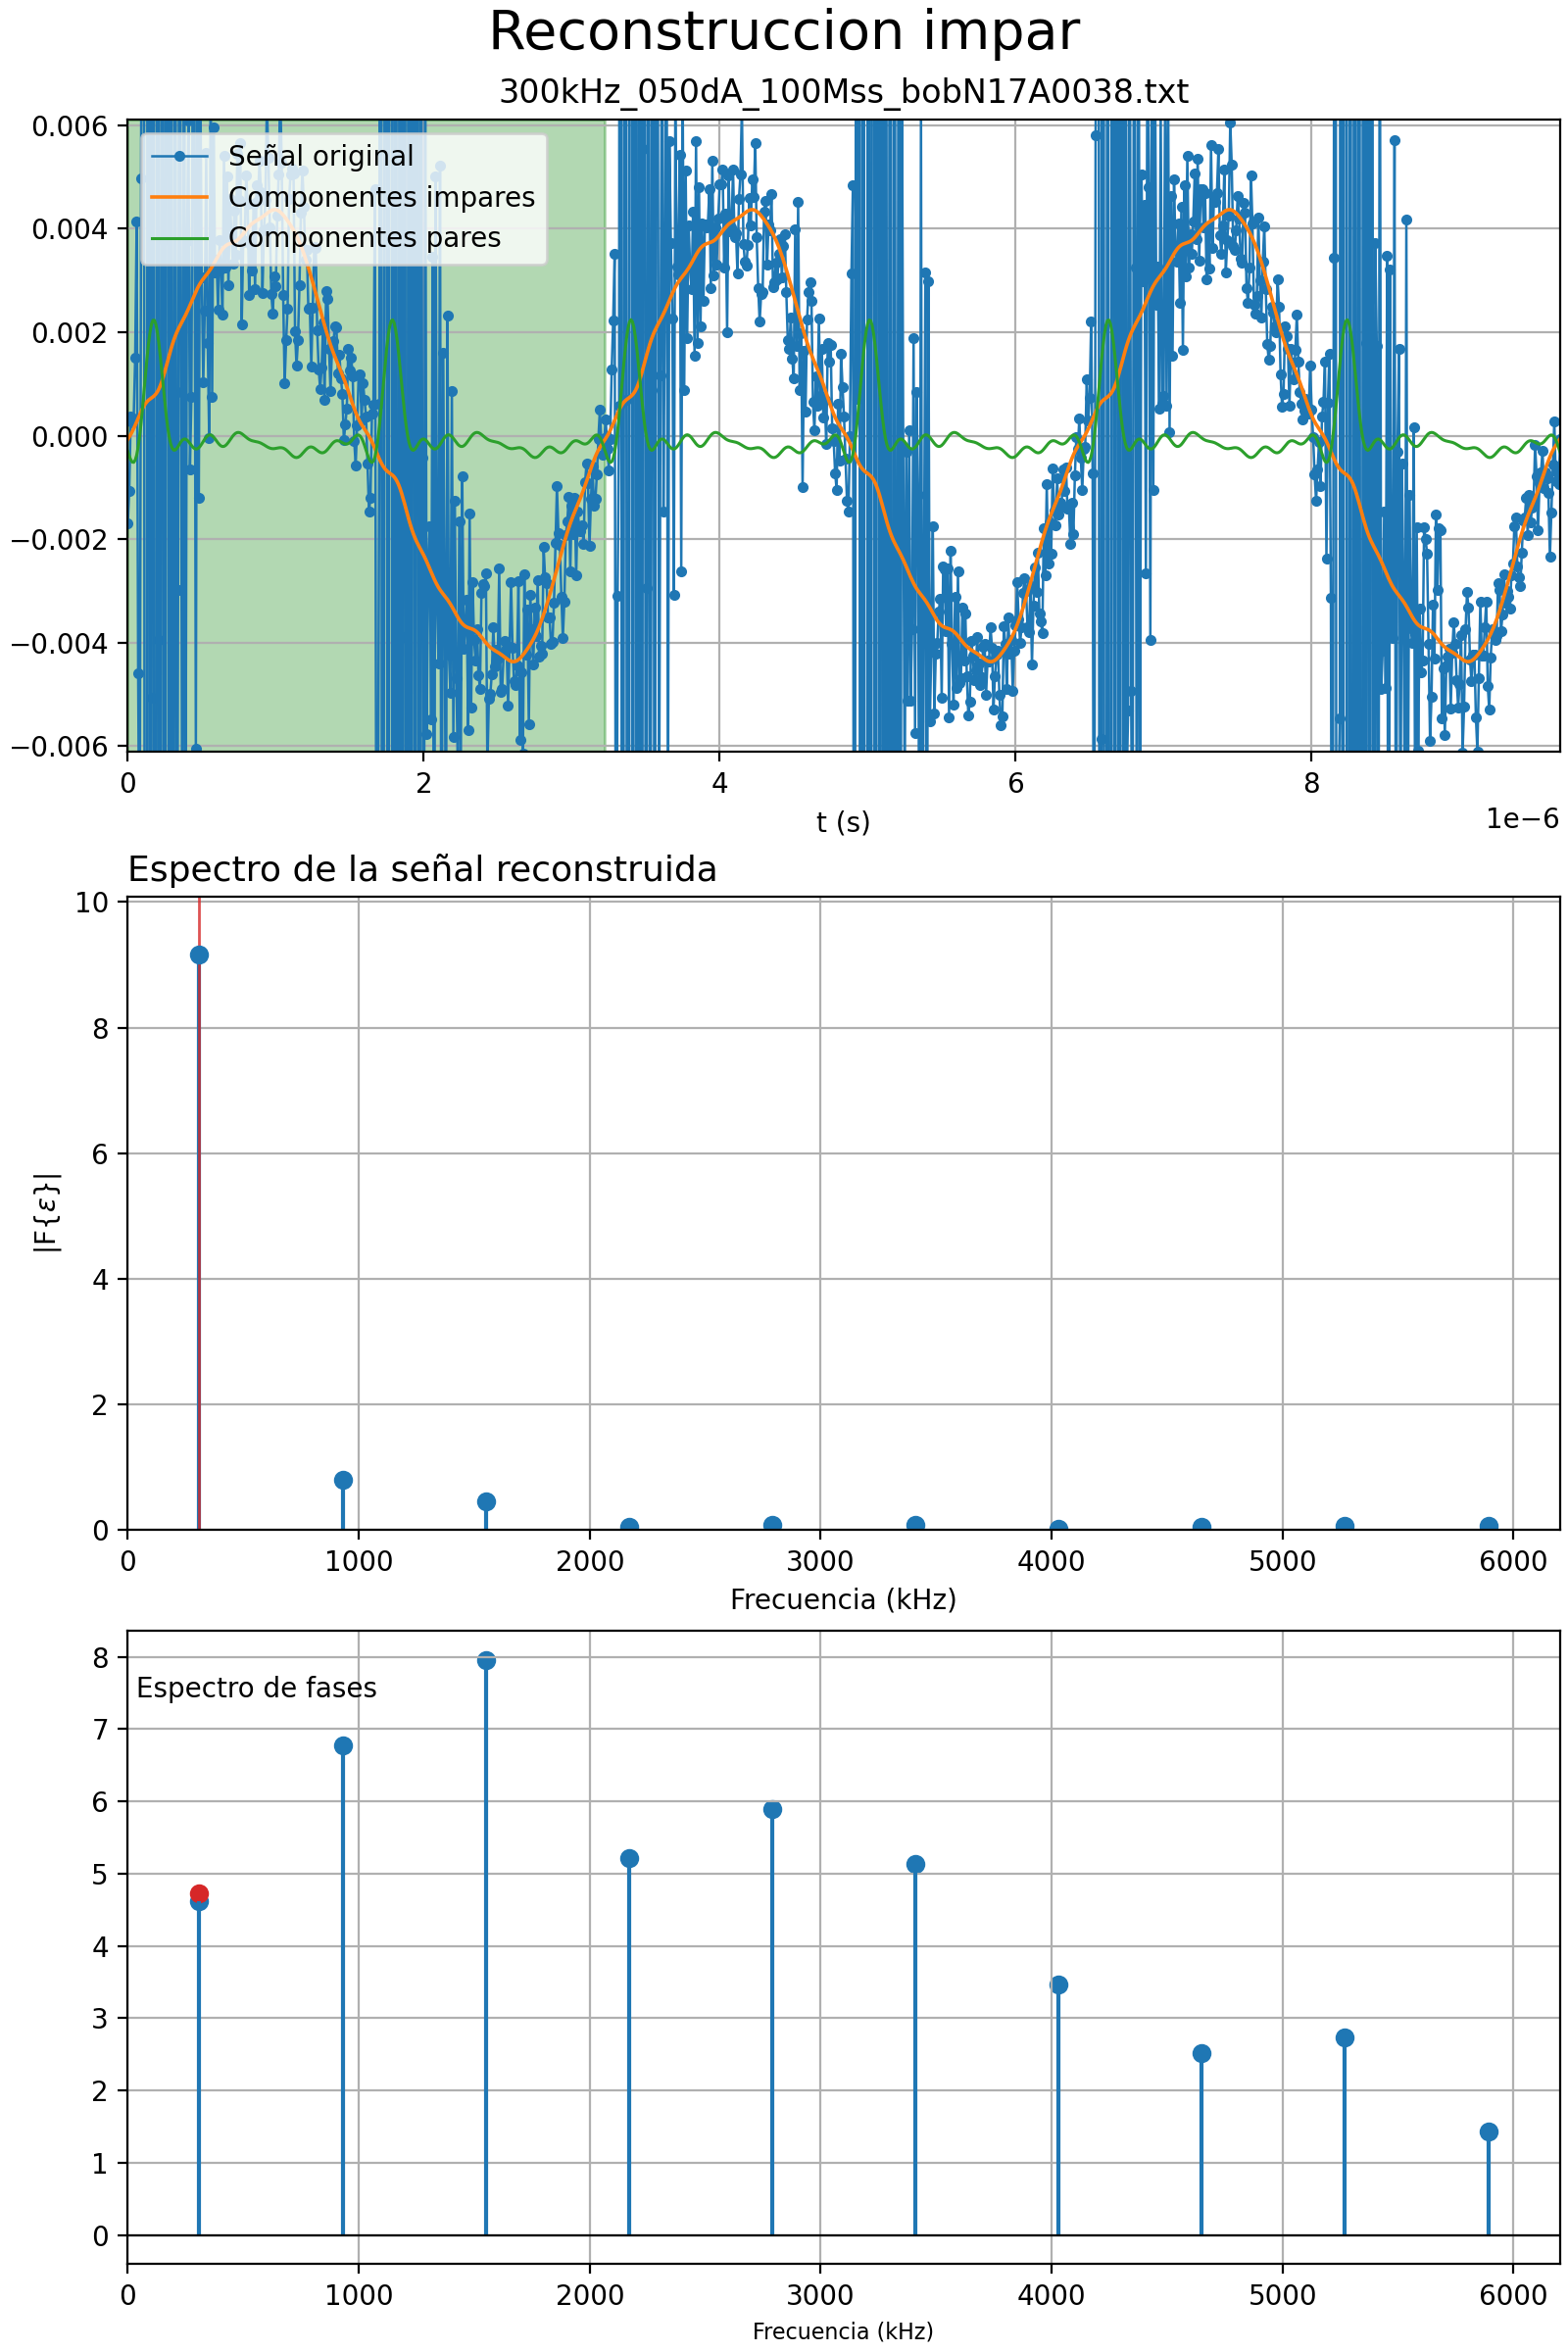 Reconstruccion impar
300kHz_050dA_100Mss_bobN17A0038.txt
0.006
0.004
0.002
0.000
−0.002
−0.004
−0.006
Señal original
Componentes impares
Componentes pares
0 2 4 6 8
1e−6
t (s)
Espectro de la señal reconstruida
10
8
6
4
2
0
|F{ε}|
0 1000 2000 3000 4000 5000 6000
Frecuencia (kHz)
Espectro de fases
8
7
6
5
4
3
2
1
0
0 1000 2000 3000 4000 5000 6000
Frecuencia (kHz)